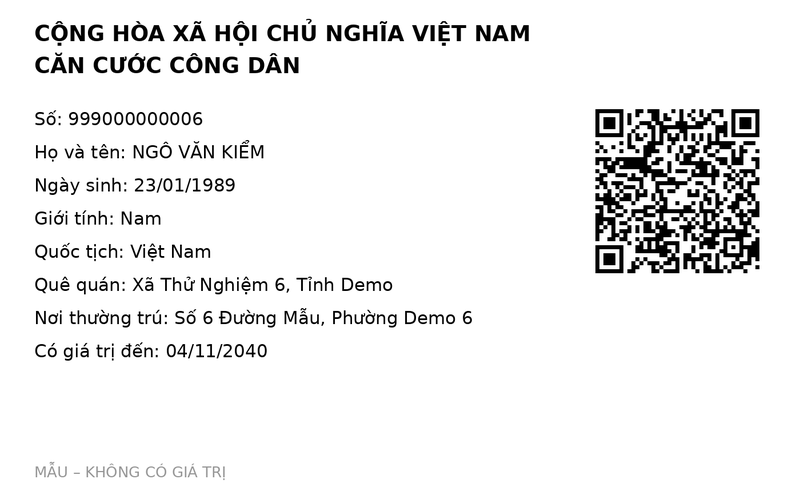 CỘNG HÒA XÃ HỘI CHỦ NGHĨA VIỆT NAM
CĂN CƯỚC CÔNG DÂN
Số: 999000000006
Họ và tên: NGÔ VĂN KIỂM
Ngày sinh: 23/01/1989
Giới tính: Nam
Quốc tịch: Việt Nam
Quê quán: Xã Thử Nghiệm 6, Tỉnh Demo
Nơi thường trú: Số 6 Đường Mẫu, Phường Demo 6
Có giá trị đến: 04/11/2040
MẪU – KHÔNG CÓ GIÁ TRỊ